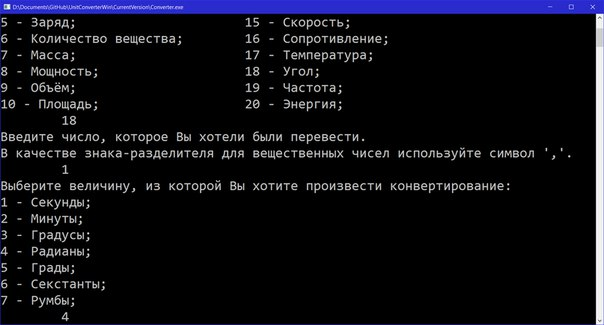 D:\Documents\GitHub\UnitConverterWin\CurrentVersion\Converter.exe
5 - Заряд; 15 - Скорость;
6 - Количество вещества; 16 - Сопротивление;
7 - Масса; 17 - Температура;
8 - Мощность; 18 - Угол;
9 - Объём; 19 - Частота;
10 - Площадь; 20 - Энергия;
18
Введите число, которое Вы хотели были перевести.
В качестве знака-разделителя для вещественных чисел используйте символ ','.
1
Выберите величину, из которой Вы хотите произвести конвертирование:
1 - Секунды;
2 - Минуты;
3 - Градусы;
4 - Радианы;
5 - Грады;
6 - Секстанты;
7 - Румбы;
4